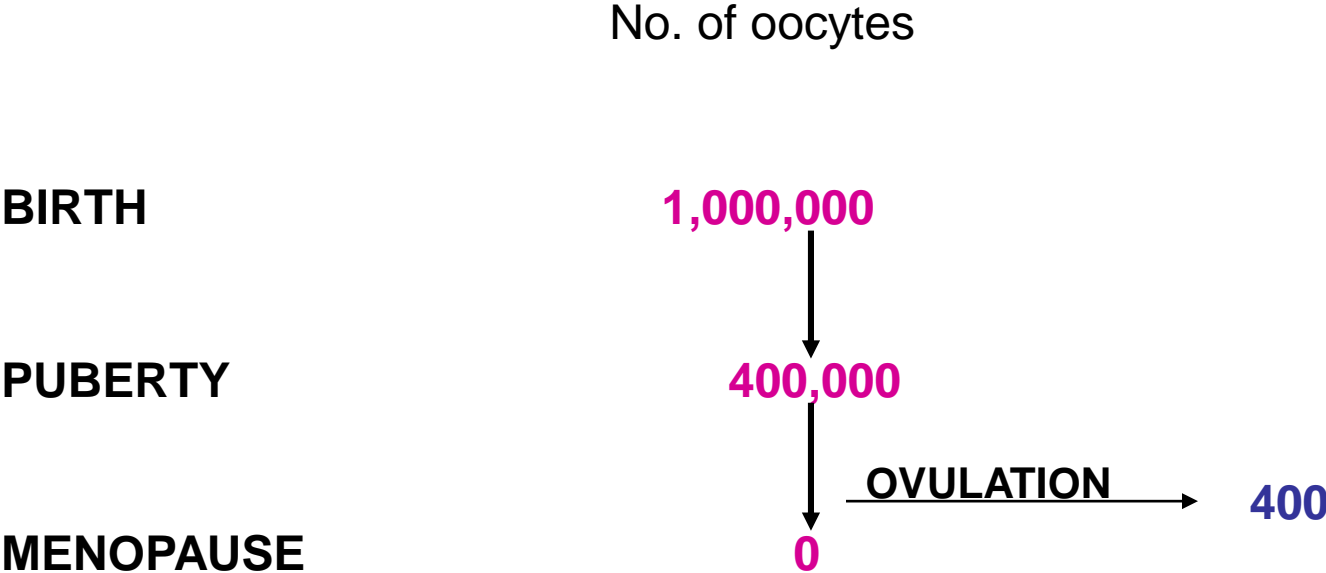 No. of oocytes
BIRTH 1,000,000
PUBERTY 400,000
OVULATION 400
MENOPAUSE 0